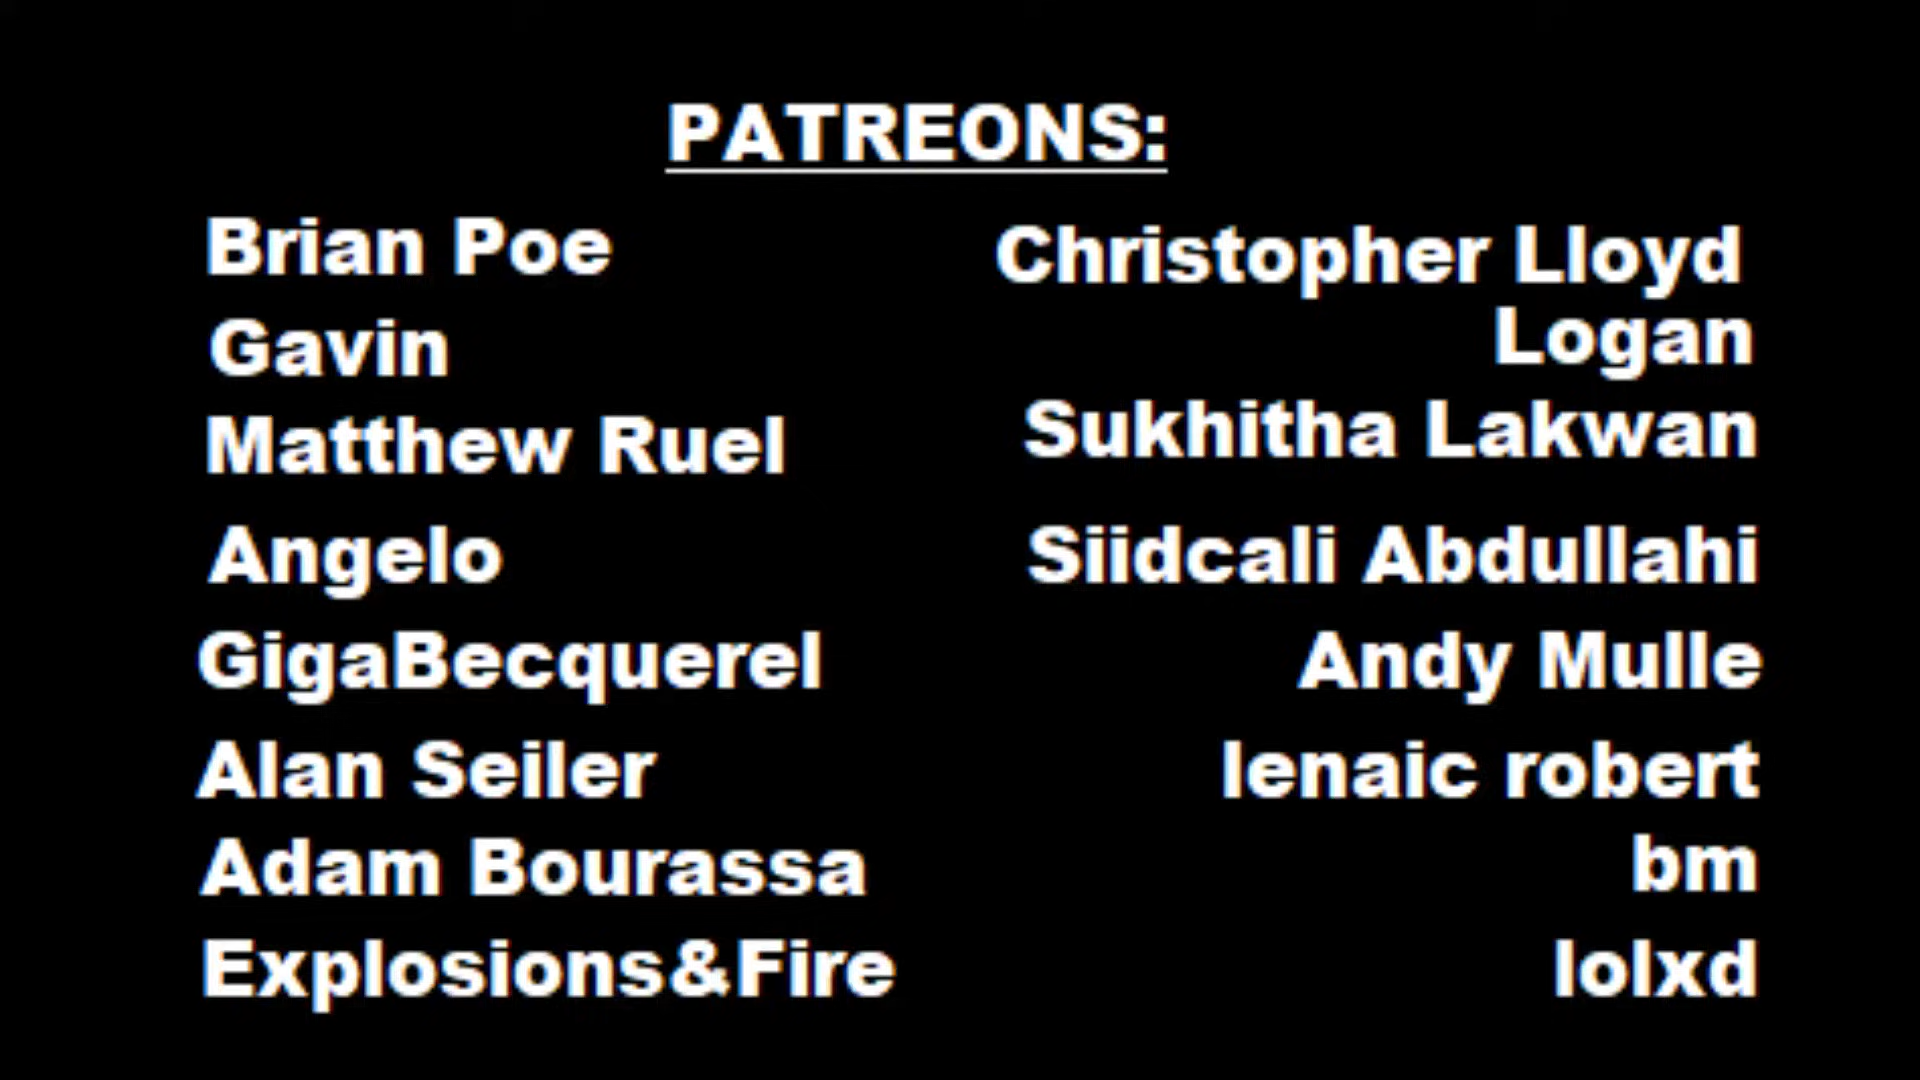 PATREONS:
Brian Poe
Gavin
Matthew Ruel
Angelo
GigaBecquerel
Alan Seiler
Adam Bourassa
Explosions&Fire
Christopher Lloyd
Logan
Sukhitha Lakwan
Siidcali Abdullahi
Andy Mulle
lenaic robert
bm
lolxd